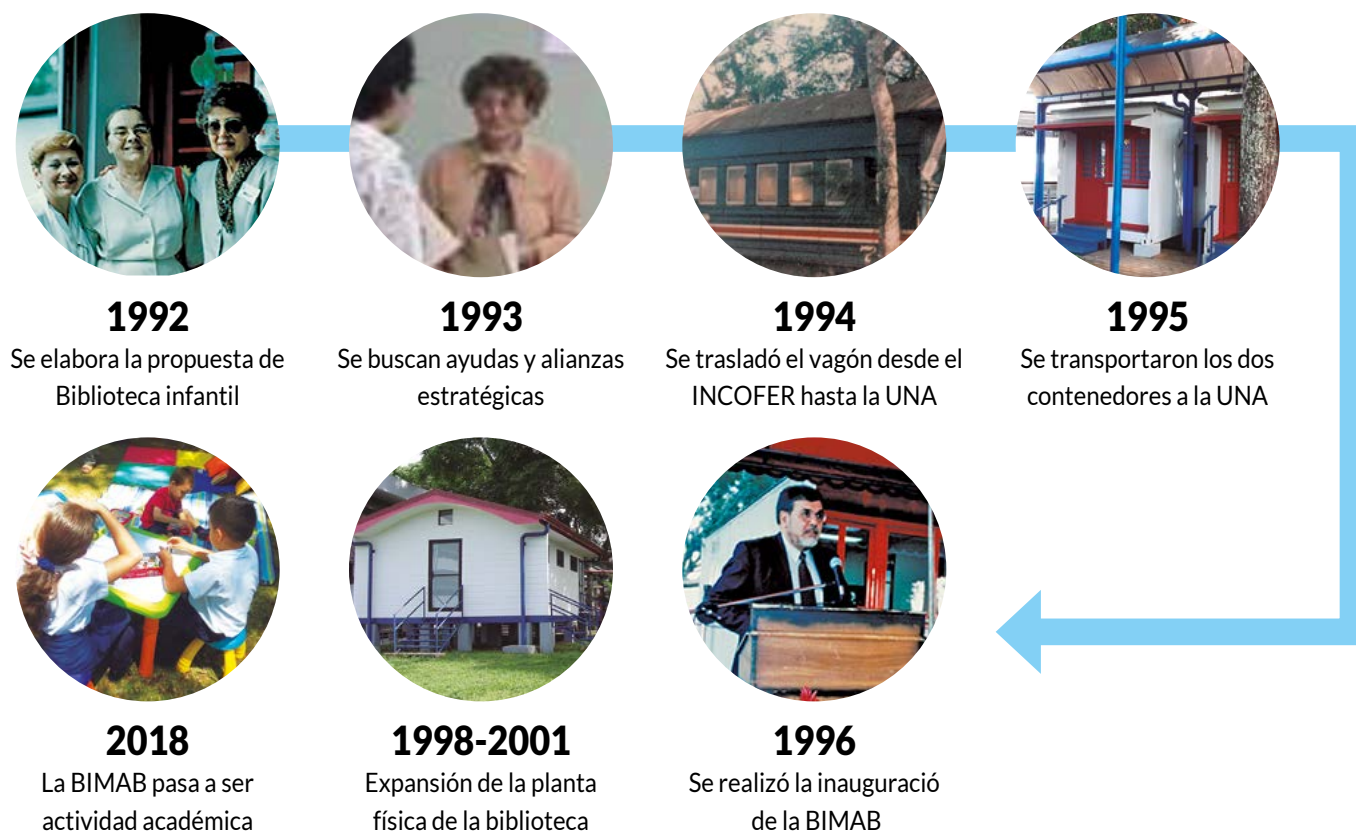 1992
Se elabora la propuesta de
Biblioteca infantil
1993
Se buscan ayudas y alianzas
estratégicas
1994
Se trasladó el vagón desde el
INCOFER hasta la UNA
1995
Se transportaron los dos
contenedores a la UNA
1996
Se realizó la inauguració
de la BIMAB
1998-2001
Expansión de la planta
física de la biblioteca
2018
La BIMAB pasa a ser
actividad académica